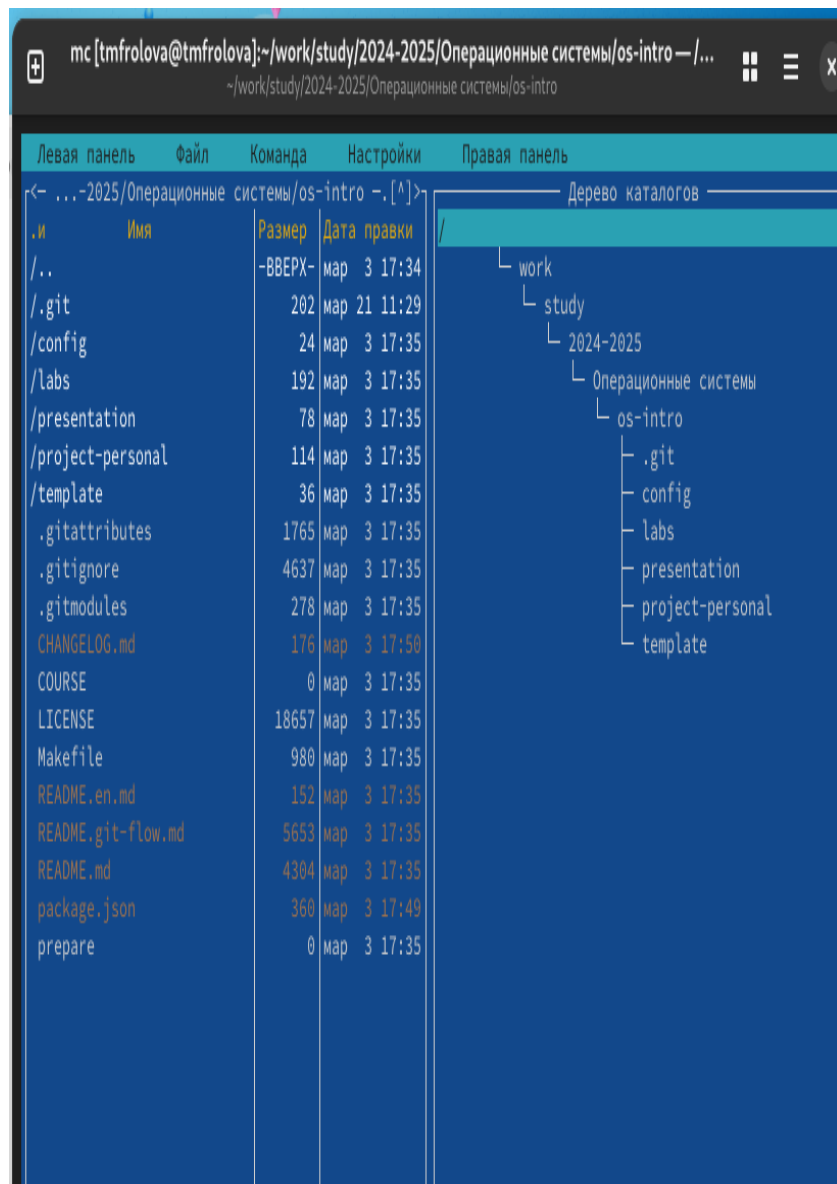 mc [tmfrolova@tmfrolova]:~/work/study/2024-2025/Операционные системы/os-intro — /...
~/work/study/2024-2025/Операционные системы/os-intro
Левая панель Файл Команда Настройки Правая панель
<- ...-2025/Операционные системы/os-intro -.[^]>
.и Имя Размер Дата правки
/.. -ВВЕРХ- мар 3 17:34
/.git 202 мар 21 11:29
/config 24 мар 3 17:35
/labs 192 мар 3 17:35
/presentation 78 мар 3 17:35
/project-personal 114 мар 3 17:35
/template 36 мар 3 17:35
.gitattributes 1765 мар 3 17:35
.gitignore 4637 мар 3 17:35
.gitmodules 278 мар 3 17:35
CHANGELOG.md 176 мар 3 17:50
COURSE 0 мар 3 17:35
LICENSE 18657 мар 3 17:35
Makefile 980 мар 3 17:35
README.en.md 152 мар 3 17:35
README.git-flow.md 5653 мар 3 17:35
README.md 4304 мар 3 17:35
package.json 360 мар 3 17:49
prepare 0 мар 3 17:35
Дерево каталогов
/
work
study
2024-2025
Операционные системы
os-intro
.git
config
labs
presentation
project-personal
template